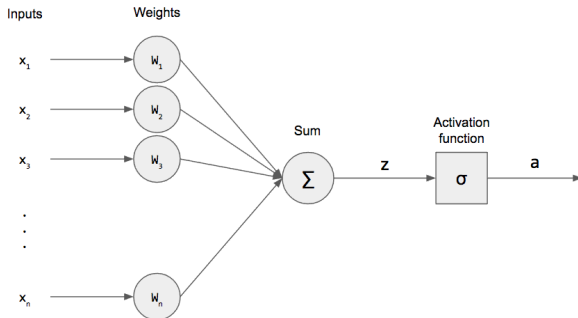 Inputs
Weights
x1
W1
x2
W2
x3
W3
Sum
Σ
z
Activation
function
σ
a
.
.
.
xn
Wn